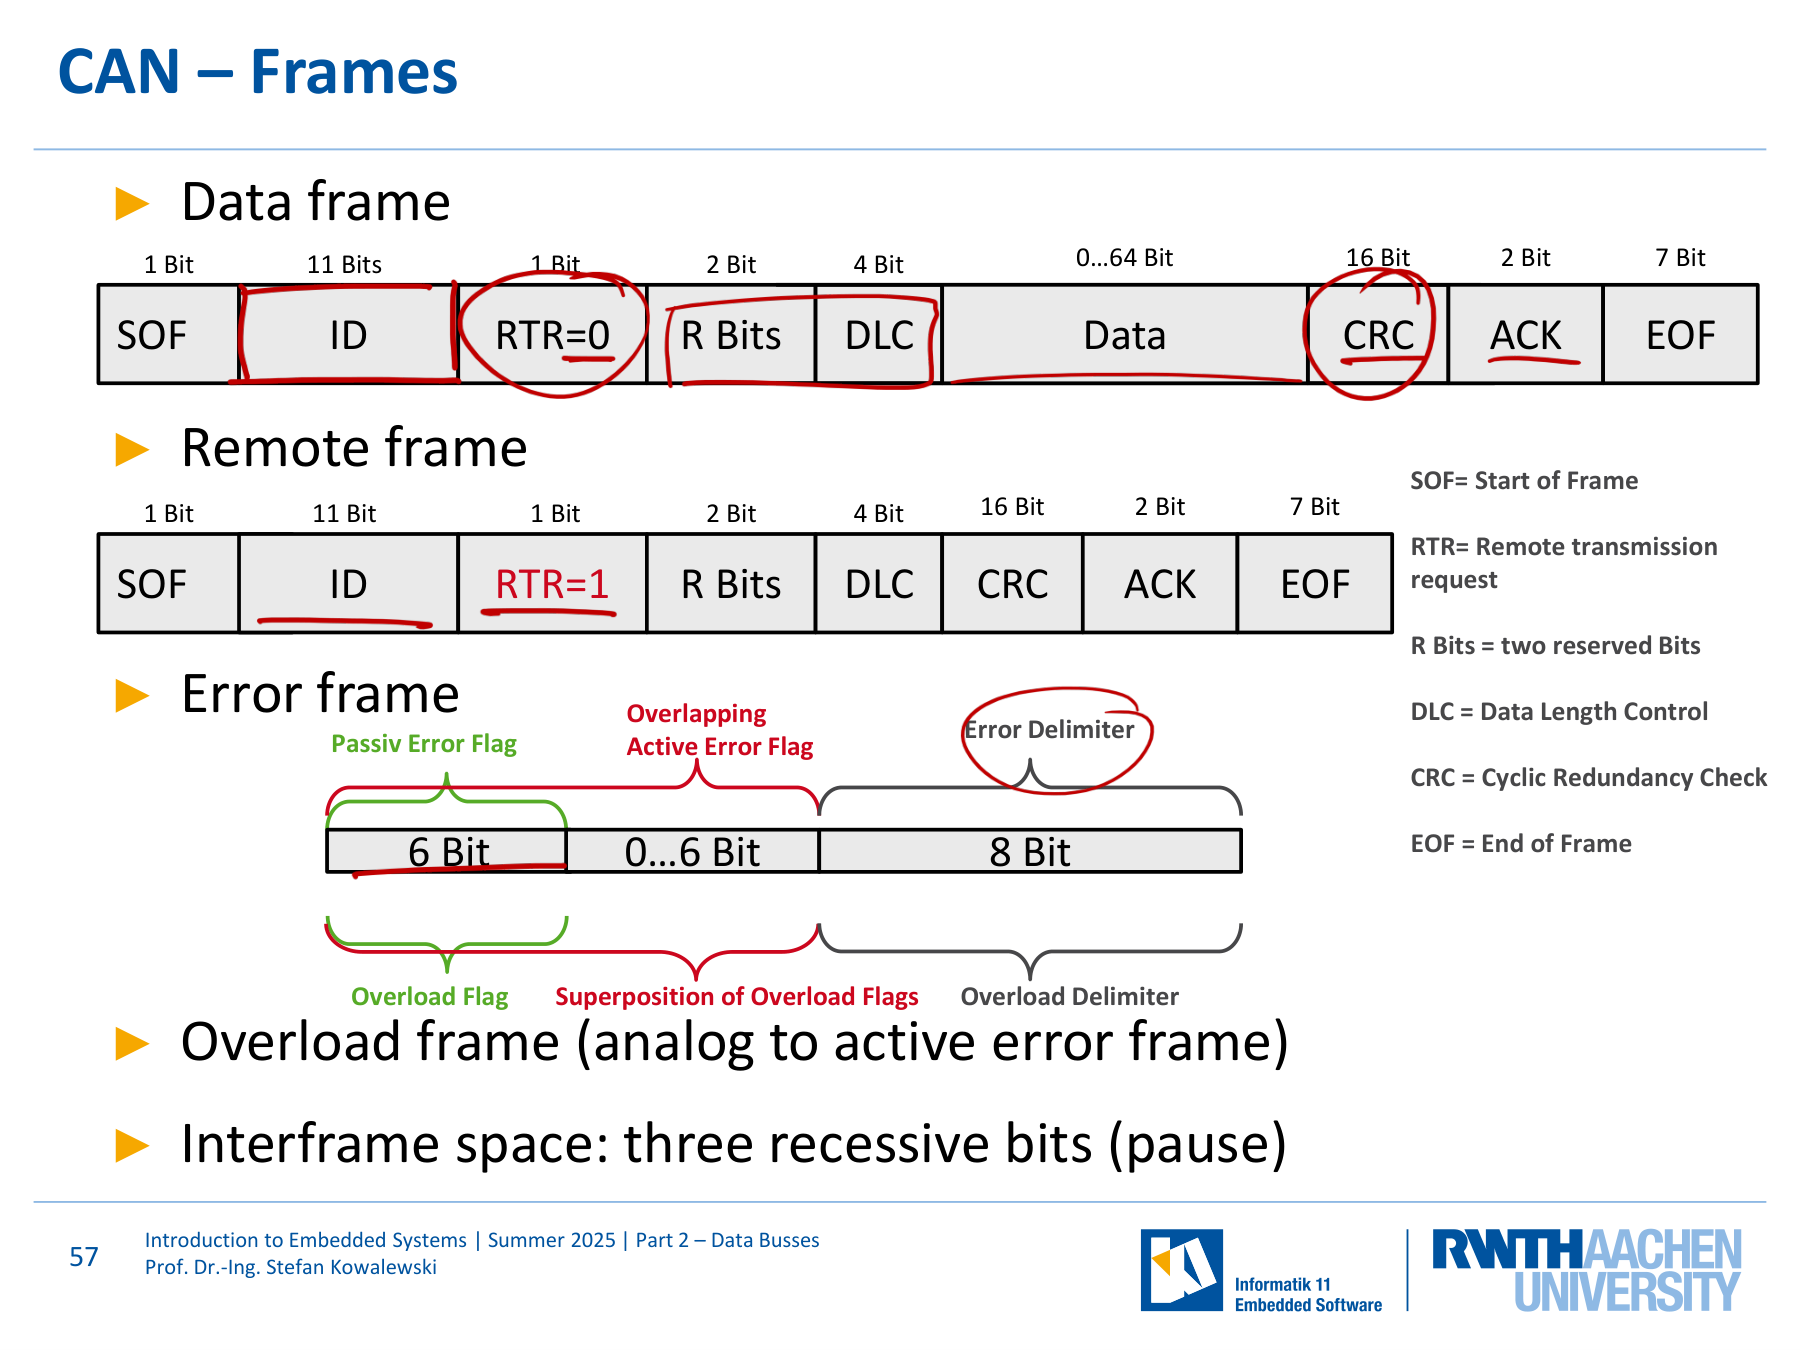 CAN – Frames
► Data frame
1 Bit 11 Bits 1 Bit 2 Bit 4 Bit 0...64 Bit 16 Bit 2 Bit 7 Bit
SOF ID RTR=0 R Bits DLC Data CRC ACK EOF
► Remote frame
1 Bit 11 Bit 1 Bit 2 Bit 4 Bit 16 Bit 2 Bit 7 Bit
SOF ID RTR=1 R Bits DLC CRC ACK EOF
SOF= Start of Frame
RTR= Remote transmission
request
R Bits = two reserved Bits
DLC = Data Length Control
CRC = Cyclic Redundancy Check
EOF = End of Frame
► Error frame
Passiv Error Flag
Overlapping
Active Error Flag
Error Delimiter
6 Bit 0...6 Bit 8 Bit
Overload Flag Superposition of Overload Flags Overload Delimiter
► Overload frame (analog to active error frame)
► Interframe space: three recessive bits (pause)
57
Introduction to Embedded Systems | Summer 2025 | Part 2 – Data Busses
Prof. Dr.-Ing. Stefan Kowalewski
Informatik 11
Embedded Software
RWTH AACHEN
UNIVERSITY